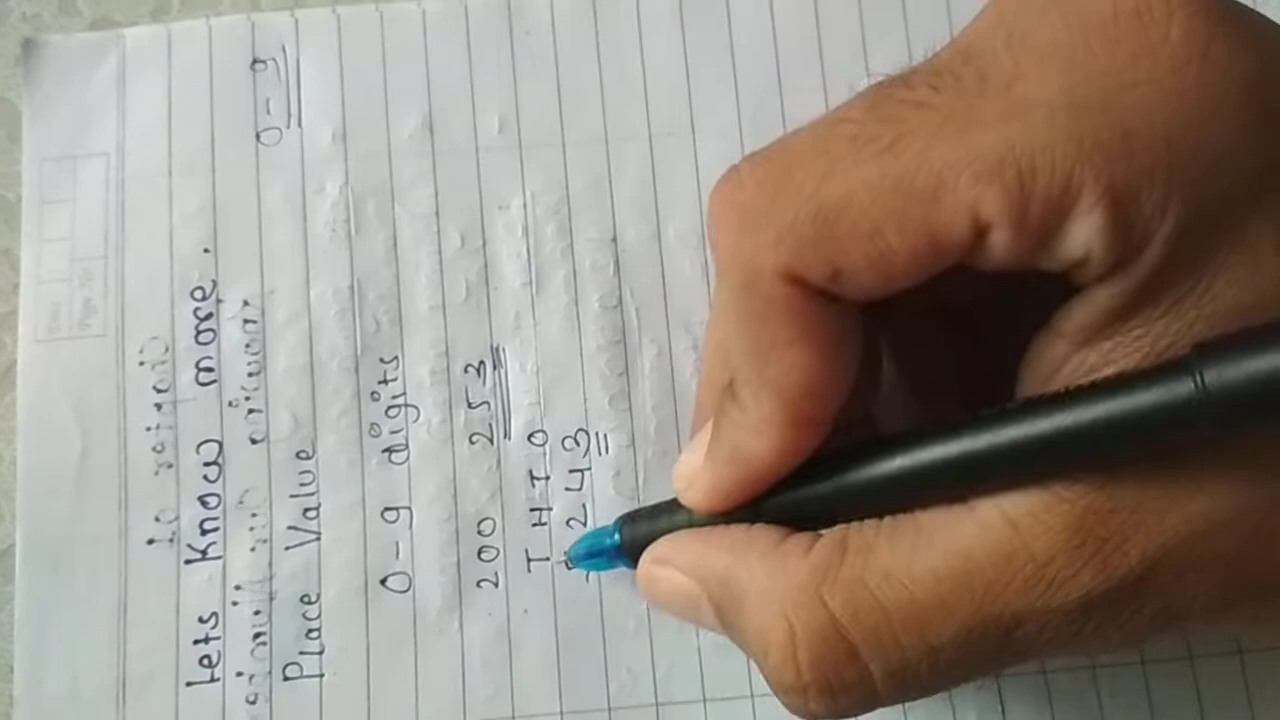 Lets Know more.
Place Value 0-9
0-9 digits
200 253
T H T O
243